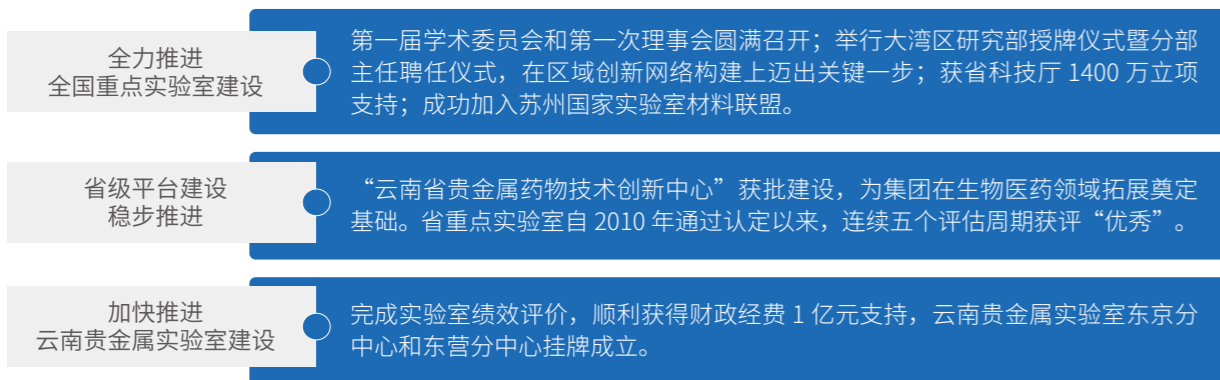 全力推进
全国重点实验室建设
第一届学术委员会和第一次理事会圆满召开；举行大湾区研究部授牌仪式暨分部
主任聘任仪式，在区域创新网络构建上迈出关键一步；获省科技厅 1400 万立项
支持；成功加入苏州国家实验室材料联盟。
省级平台建设
稳步推进
“云南省贵金属药物技术创新中心”获批建设，为集团在生物医药领域拓展奠定
基础。省重点实验室自 2010 年通过认定以来，连续五个评估周期获评“优秀”。
加快推进
云南贵金属实验室建设
完成实验室绩效评价，顺利获得财政经费 1 亿元支持，云南贵金属实验室东京分
中心和东营分中心挂牌成立。